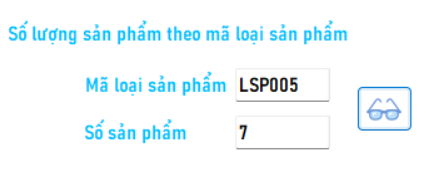 Số lượng sản phẩm theo mã loại sản phẩm
Mã loại sản phẩm LSP005
Số sản phẩm 7